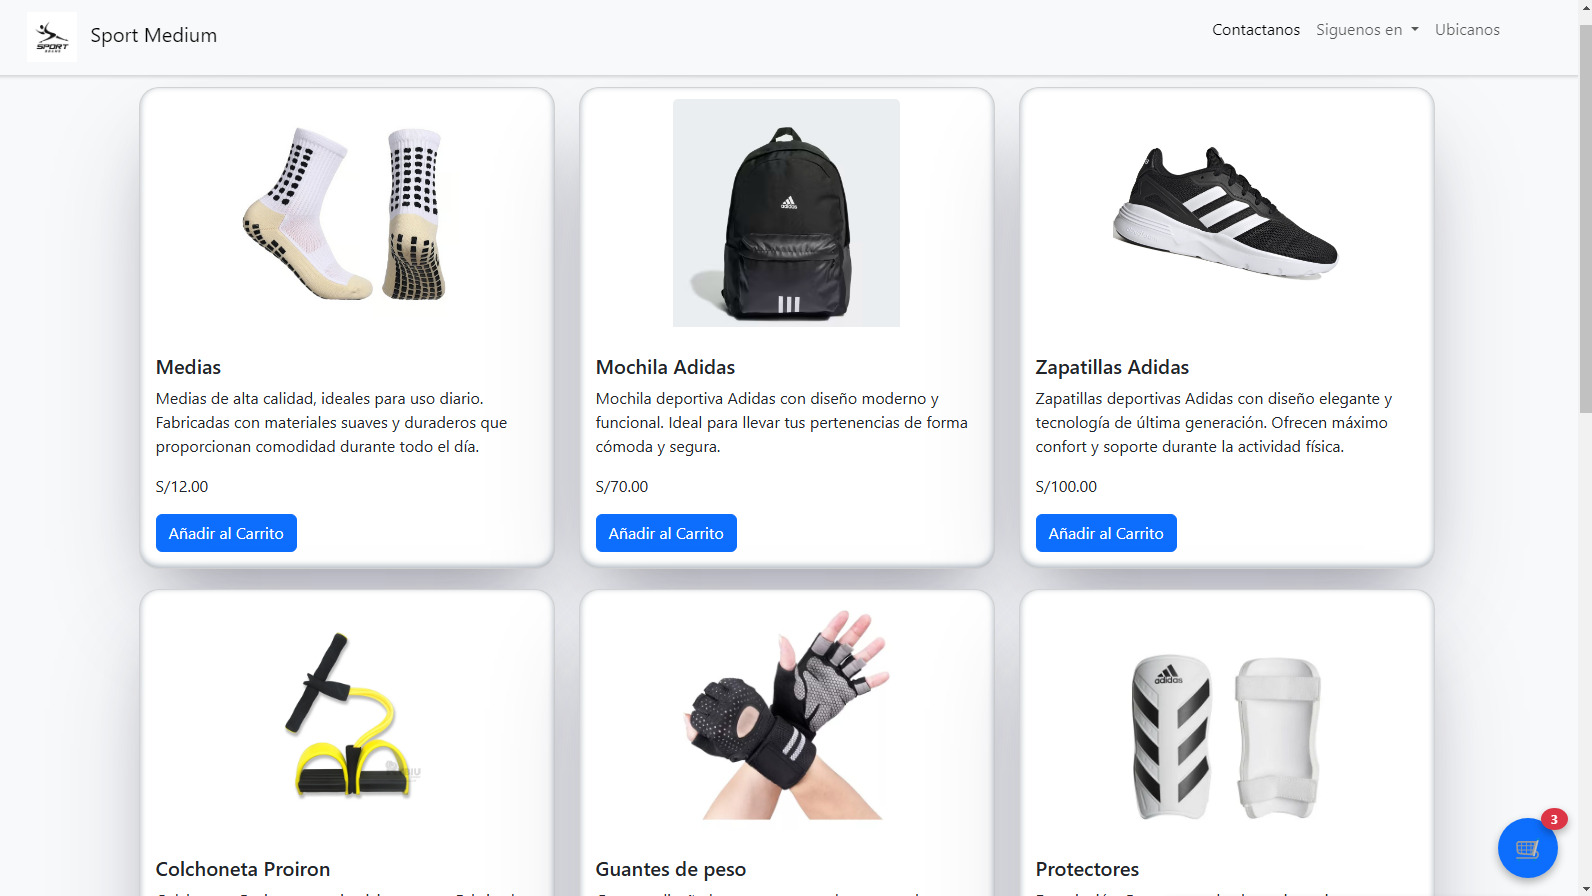 SPORT
Sport Medium
Contactanos
Siguenos en
Ubicanos
adidas
Medias
Medias de alta calidad, ideales para uso diario.
Fabricadas con materiales suaves y duraderos que
proporcionan comodidad durante todo el día.
S/12.00
Añadir al Carrito
Mochila Adidas
Mochila deportiva Adidas con diseño moderno y
funcional. Ideal para llevar tus pertenencias de forma
cómoda y segura.
S/70.00
Añadir al Carrito
Zapatillas Adidas
Zapatillas deportivas Adidas con diseño elegante y
tecnología de última generación. Ofrecen máximo
confort y soporte durante la actividad física.
S/100.00
Añadir al Carrito
adidas
3
Colchoneta Proiron
Guantes de peso
Protectores